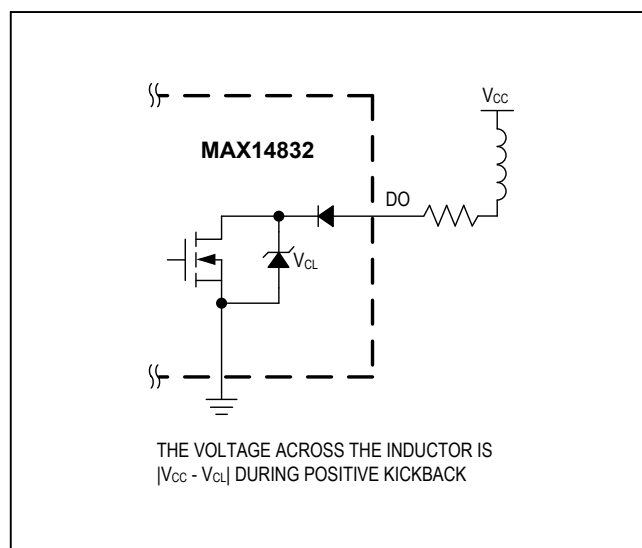 VCC
MAX14832
DO
VCL
THE VOLTAGE ACROSS THE INDUCTOR IS
|VCC - VCL| DURING POSITIVE KICKBACK